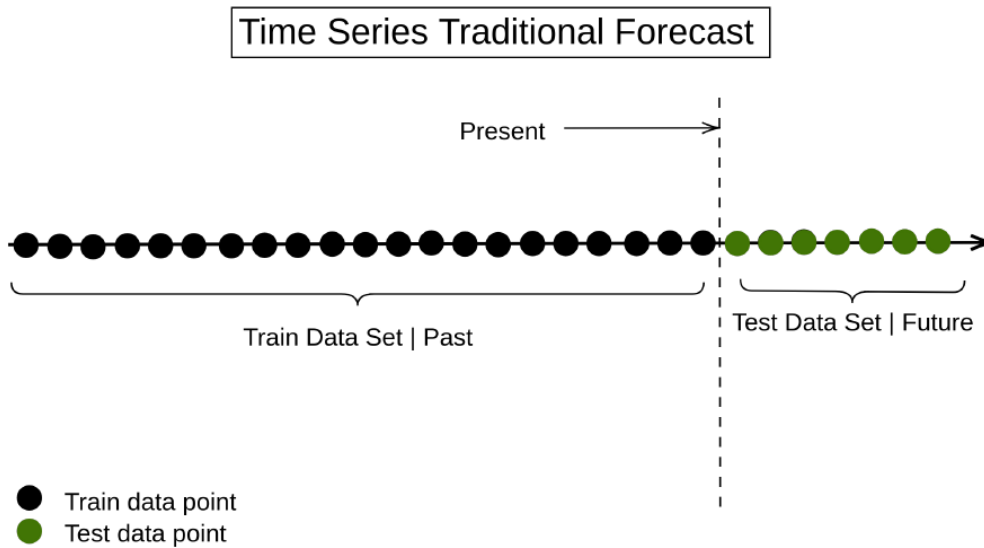 Time Series Traditional Forecast
Present
Train Data Set | Past
Test Data Set | Future
Train data point
Test data point